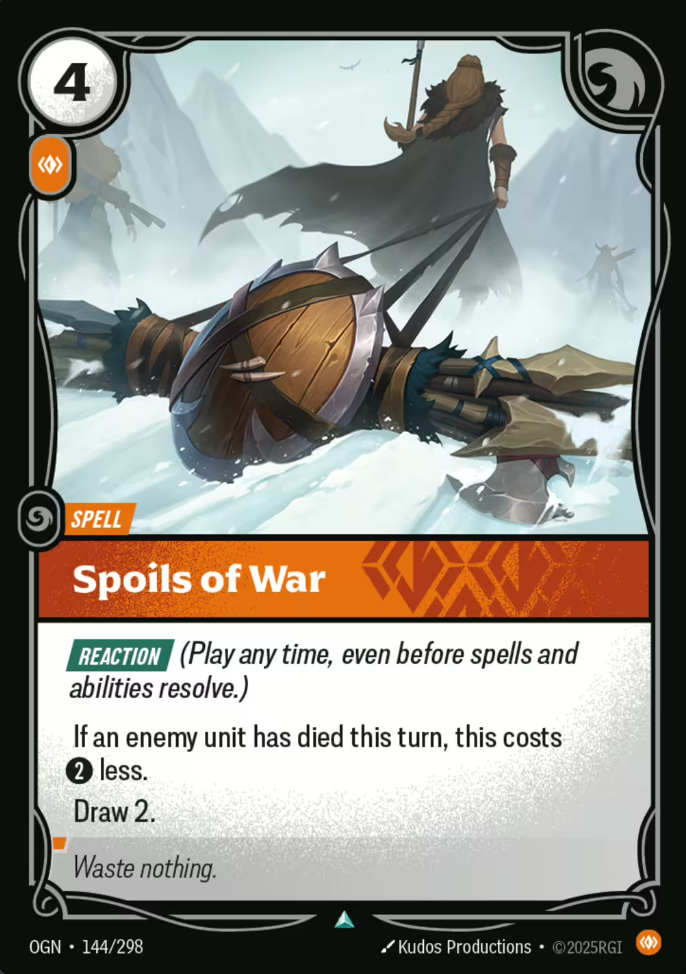 4
SPELL
Spoils of War
REACTION (Play any time, even before spells and
abilities resolve.)
If an enemy unit has died this turn, this costs
2 less.
Draw 2.
Waste nothing.
OGN • 144/298
Kudos Productions • ©2025RGI